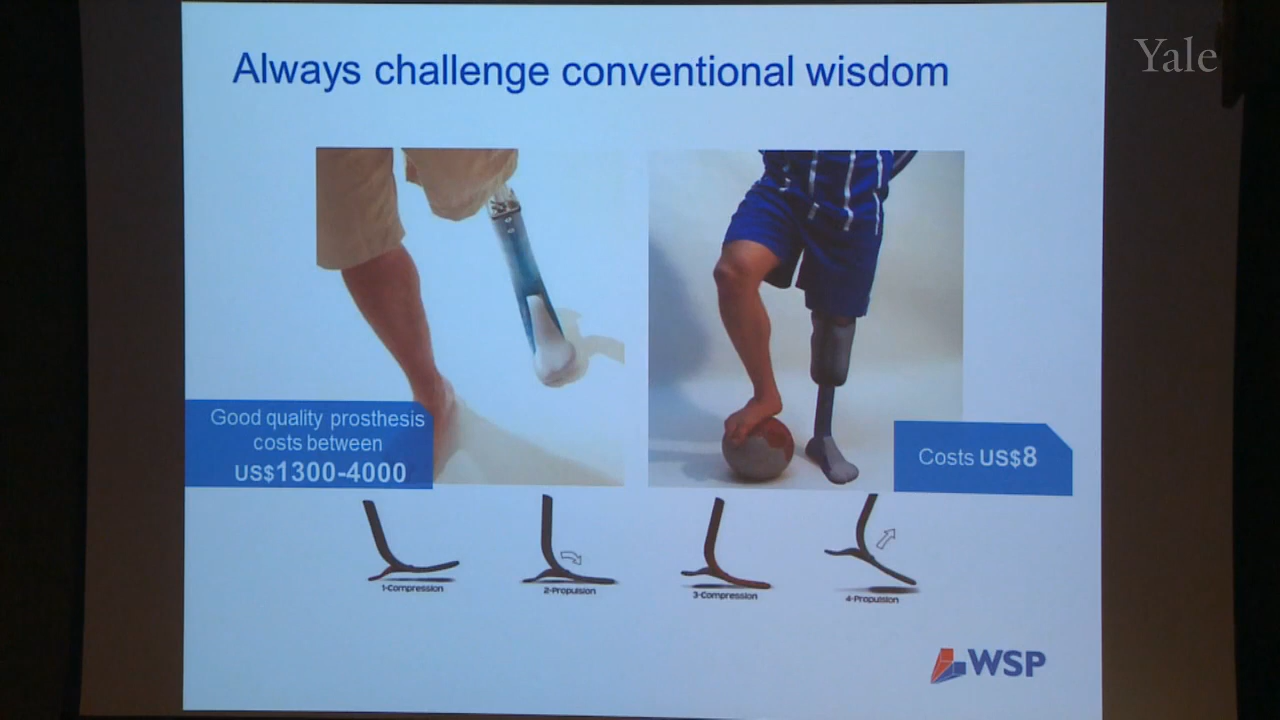 Always challenge conventional wisdom
Yale
Good quality prosthesis
costs between
US$1300-4000
Costs US$8
1-Compression
2-Propulsion
3-Compression
4-Propulsion
WSP